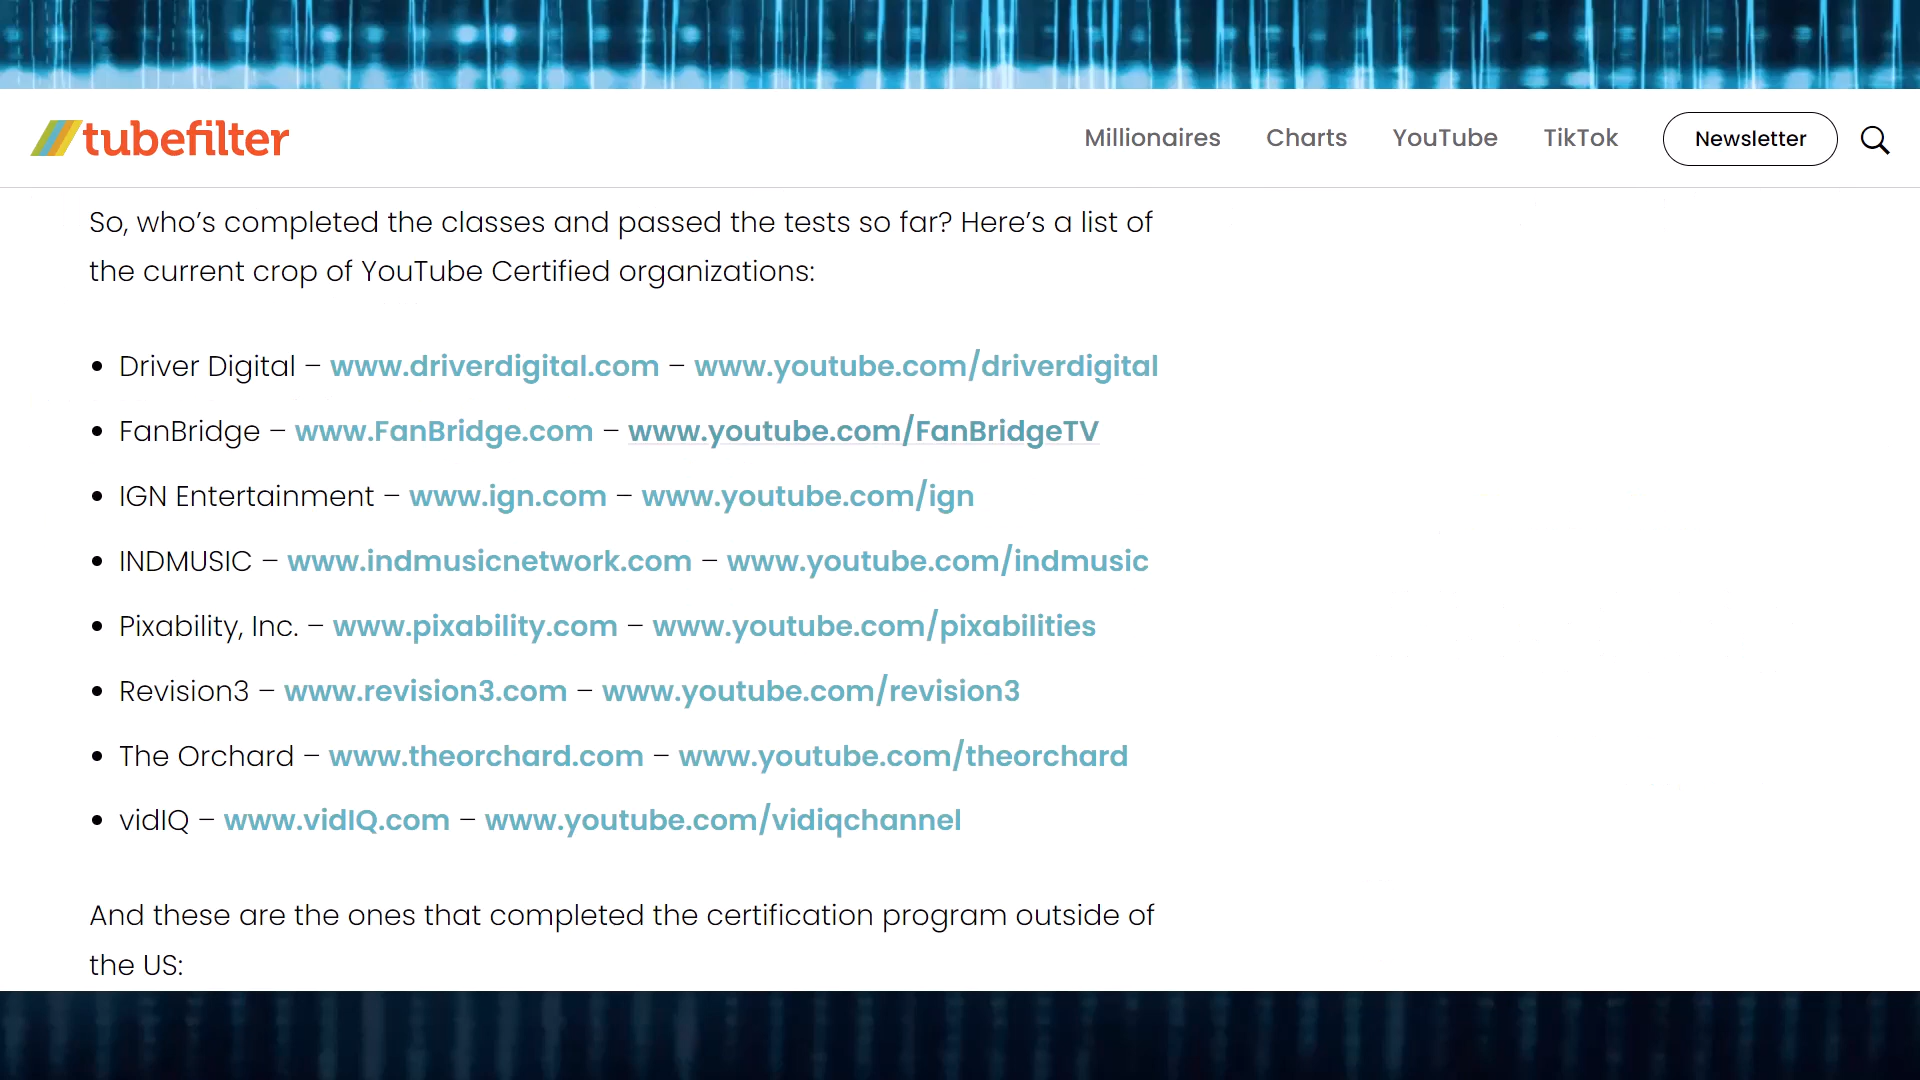 tubefilter
Millionaires Charts YouTube TikTok Newsletter
So, who’s completed the classes and passed the tests so far? Here’s a list of
the current crop of YouTube Certified organizations:
• Driver Digital – www.driverdigital.com – www.youtube.com/driverdigital
• FanBridge – www.FanBridge.com – www.youtube.com/FanBridgeTV
• IGN Entertainment – www.ign.com – www.youtube.com/ign
• INDMUSIC – www.indmusicnetwork.com – www.youtube.com/indmusic
• Pixability, Inc. – www.pixability.com – www.youtube.com/pixabilities
• Revision3 – www.revision3.com – www.youtube.com/revision3
• The Orchard – www.theorchard.com – www.youtube.com/theorchard
• vidIQ – www.vidIQ.com – www.youtube.com/vidiqchannel
And these are the ones that completed the certification program outside of
the US: